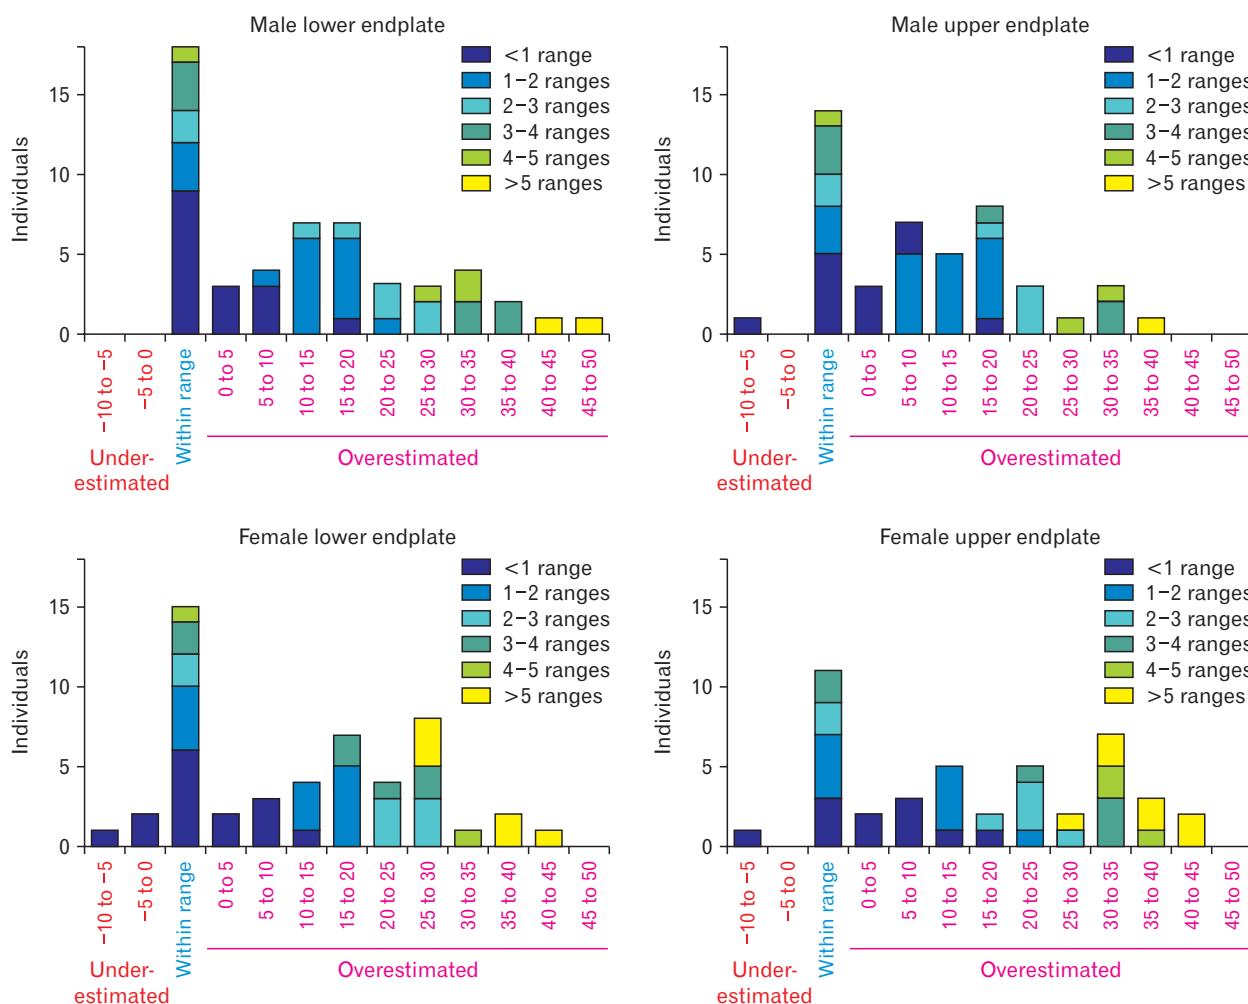 Male lower endplate
Individuals
15
10
5
0
<1 range
1–2 ranges
2–3 ranges
3–4 ranges
4–5 ranges
>5 ranges
−10 to −5
−5 to 0
Within range
0 to 5
5 to 10
10 to 15
15 to 20
20 to 25
25 to 30
30 to 35
35 to 40
40 to 45
45 to 50
Under-
estimated
Overestimated
Male upper endplate
Individuals
15
10
5
0
<1 range
1–2 ranges
2–3 ranges
3–4 ranges
4–5 ranges
>5 ranges
−10 to −5
−5 to 0
Within range
0 to 5
5 to 10
10 to 15
15 to 20
20 to 25
25 to 30
30 to 35
35 to 40
40 to 45
45 to 50
Under-
estimated
Overestimated
Female lower endplate
Individuals
15
10
5
0
<1 range
1–2 ranges
2–3 ranges
3–4 ranges
4–5 ranges
>5 ranges
−10 to −5
−5 to 0
Within range
0 to 5
5 to 10
10 to 15
15 to 20
20 to 25
25 to 30
30 to 35
35 to 40
40 to 45
45 to 50
Under-
estimated
Overestimated
Female upper endplate
Individuals
15
10
5
0
<1 range
1–2 ranges
2–3 ranges
3–4 ranges
4–5 ranges
>5 ranges
−10 to −5
−5 to 0
Within range
0 to 5
5 to 10
10 to 15
15 to 20
20 to 25
25 to 30
30 to 35
35 to 40
40 to 45
45 to 50
Under-
estimated
Overestimated